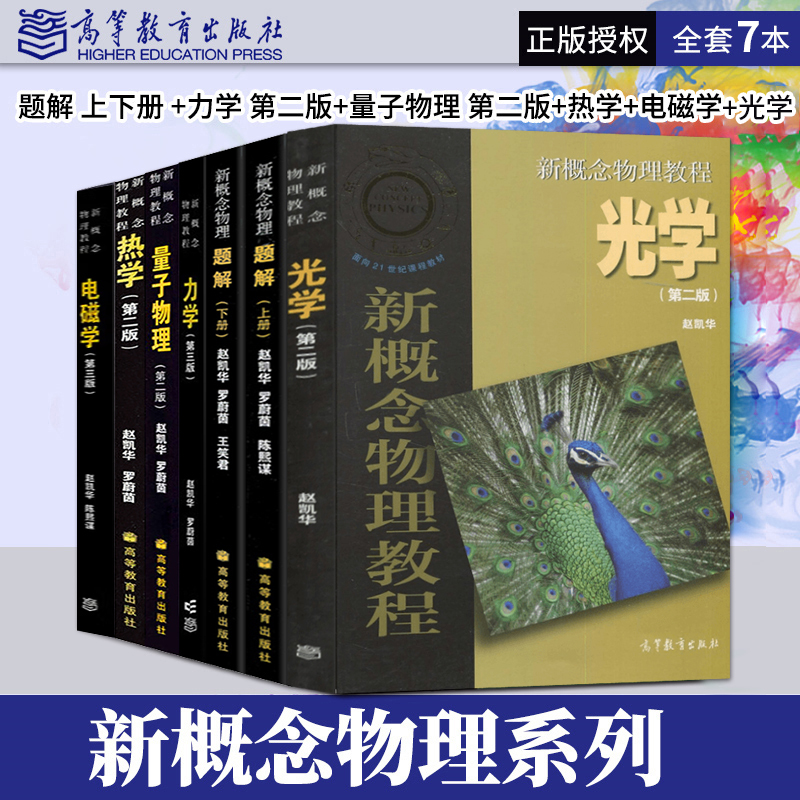 高等教育出版社
HIGHER EDUCATION PRESS
正版授权
全套7本
题解 上下册 +力学 第二版+量子物理 第二版+热学+电磁学+光学
新概念
物理教程
电磁学
(第三版)
赵凯华 陈熙谋
新概念
物理教程
热学
(第二版)
赵凯华 罗蔚茵
高等教育出版社
新概念
物理教程
量子物理
(第二版)
赵凯华 罗蔚茵
高等教育出版社
新概念
物理教程
力学
(第三版)
赵凯华 罗蔚茵
新概念物理
题解
(下册)
赵凯华 罗蔚茵 王笑君
高等教育出版社
新概念物理
题解
(上册)
赵凯华 罗蔚茵 陈熙谋
高等教育出版社
新概念
物理教程
光学
(第二版)
赵凯华
NEW
CONCEPT
PHYSICS
面向21世纪课程教材
新概念物理教程
新概念物理教程
光学
(第二版)
赵凯华
高等教育出版社
新概念物理系列